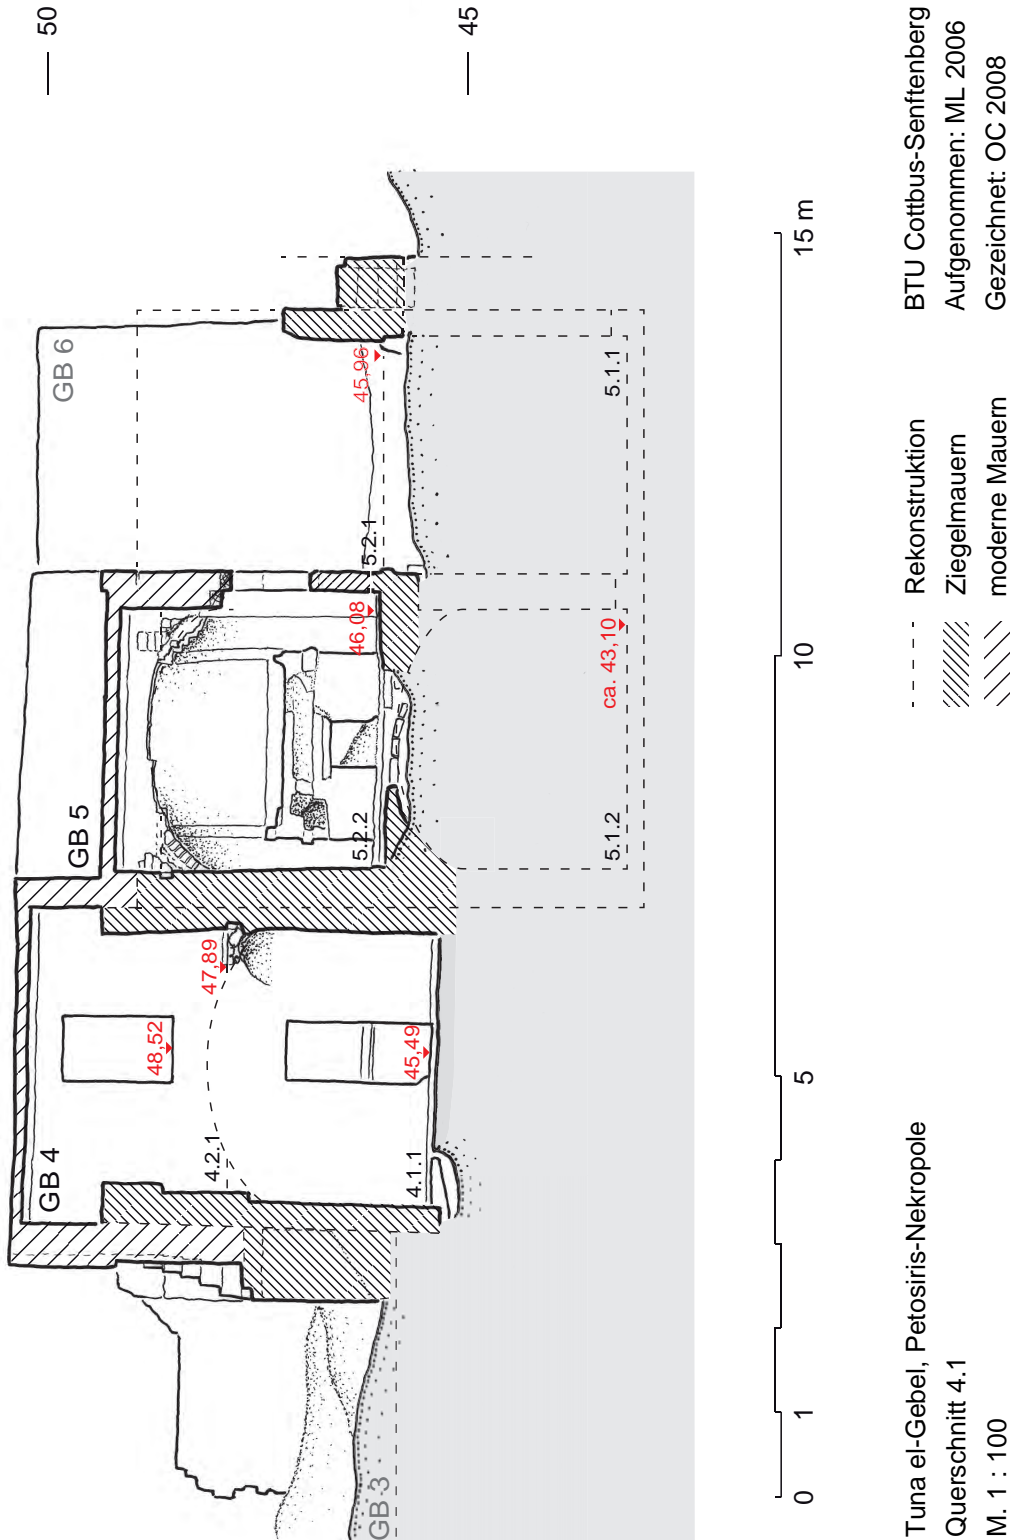 50
45
GB 6
45,96
5.2.1
5.1.1
GB 5
46,08
5.2.2
ca. 43,10
5.1.2
GB 4
48,52
47,89
45,49
4.2.1
4.1.1
GB 3
0
1
5
10
15 m
Tuna el-Gebel, Petosiris-Nekropole
Querschnitt 4.1
M. 1 : 100
Rekonstruktion
Ziegelmauern
moderne Mauern
BTU Cottbus-Senftenberg
Aufgenommen: ML 2006
Gezeichnet: OC 2008